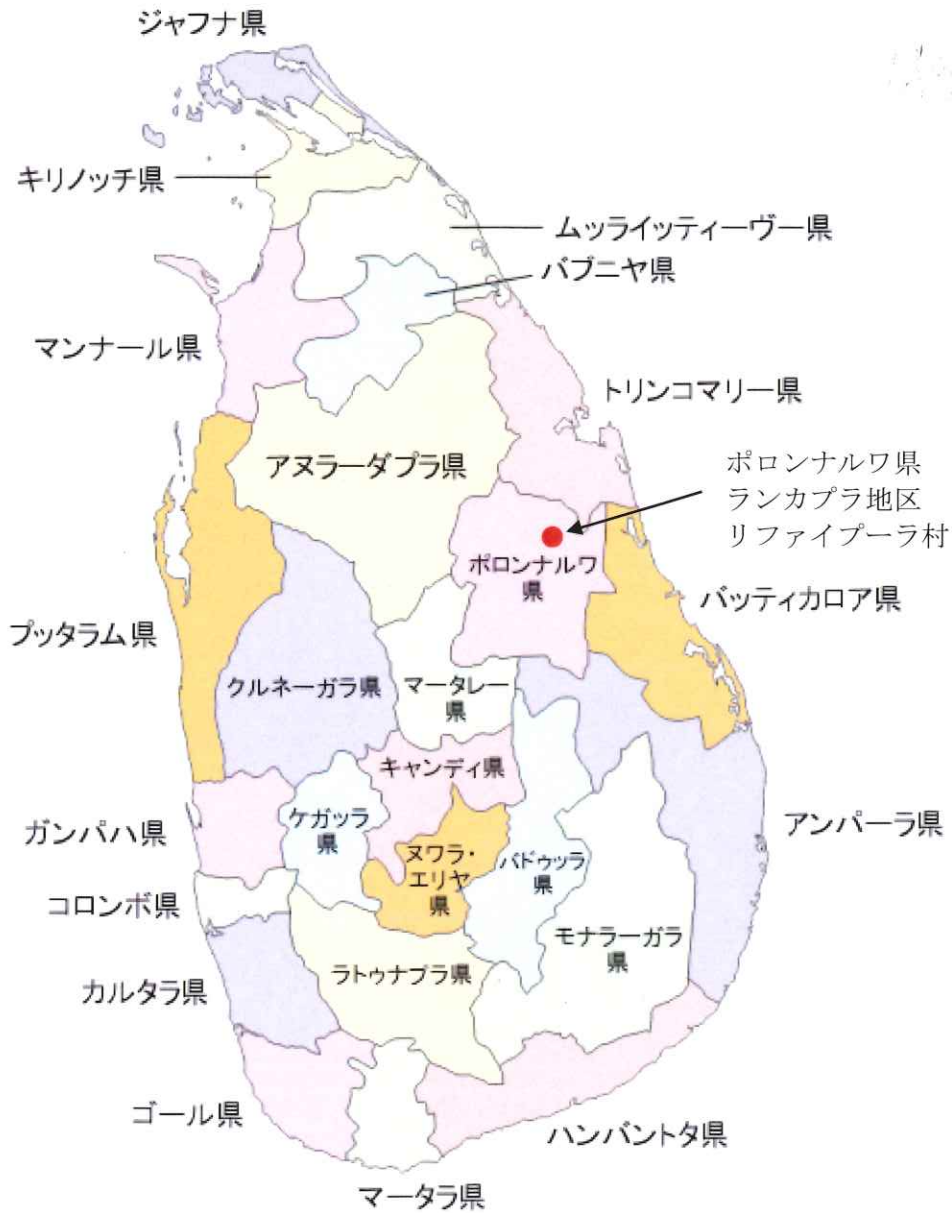 ジャフナ県
キリノッチ県
ムッライッティーヴー県
バブニヤ県
マンナール県
トリンコマリー県
アヌラーダプラ県
ポロンナルワ県
ランカプラ地区
リファイプーラ村
ポロンナルワ
県
バッティカロア県
プッタラム県
クルネーガラ県
マータレー
県
キャンディ県
ガンパハ県
ケガッラ
県
ヌワラ・
エリヤ
県
バドゥッラ
県
アンパーラ県
コロンボ県
モナラーガラ
県
ラトゥナプラ県
カルタラ県
ゴール県
ハンバントタ県
マータラ県